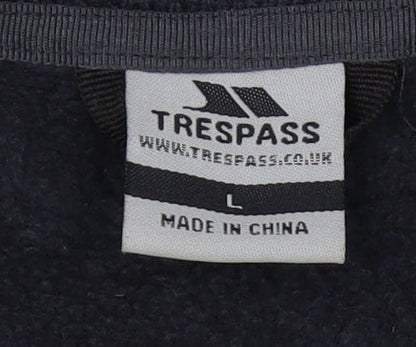 TRESPASS
WWW.TRESPASS.CO.UK
L
MADE IN CHINA